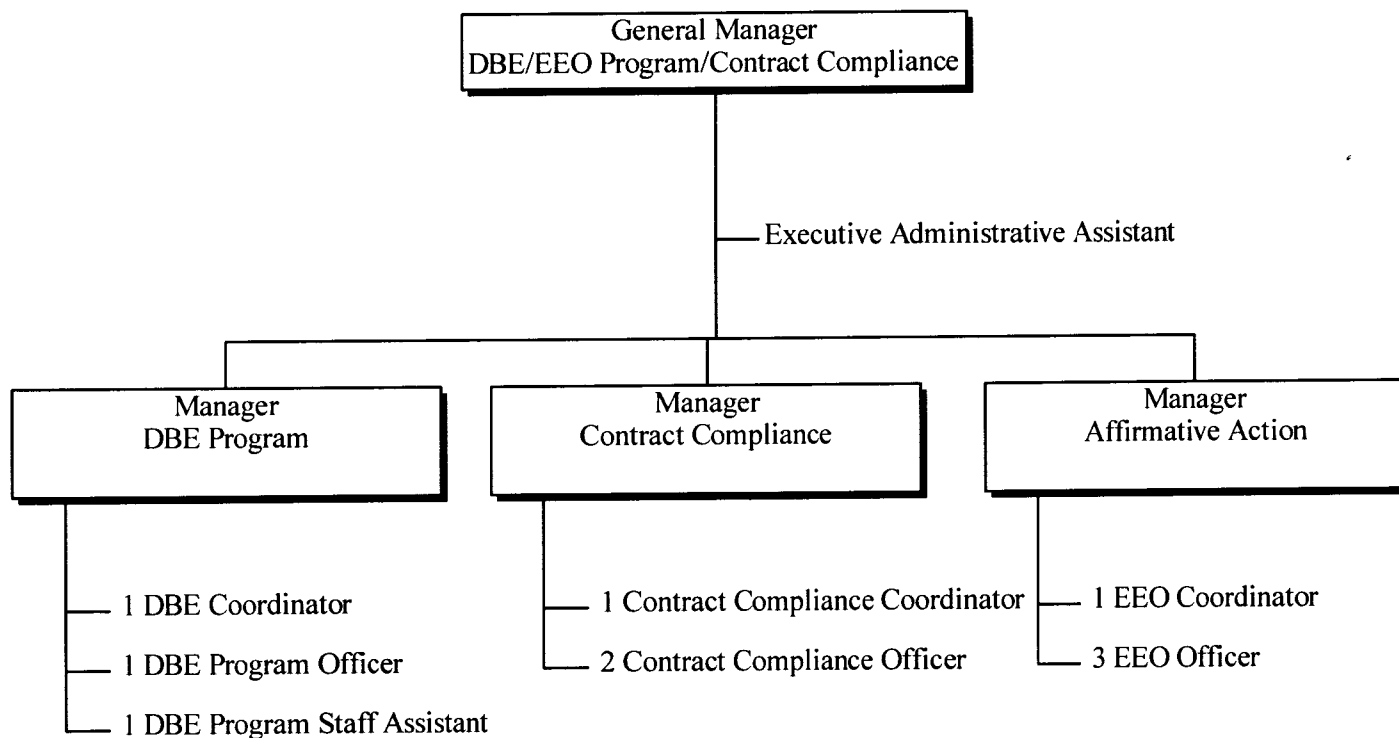 General Manager
DBE/EEO Program/Contract Compliance
Executive Administrative Assistant
Manager
DBE Program
Manager
Contract Compliance
Manager
Affirmative Action
1 DBE Coordinator
1 DBE Program Officer
1 DBE Program Staff Assistant
1 Contract Compliance Coordinator
2 Contract Compliance Officer
1 EEO Coordinator
3 EEO Officer